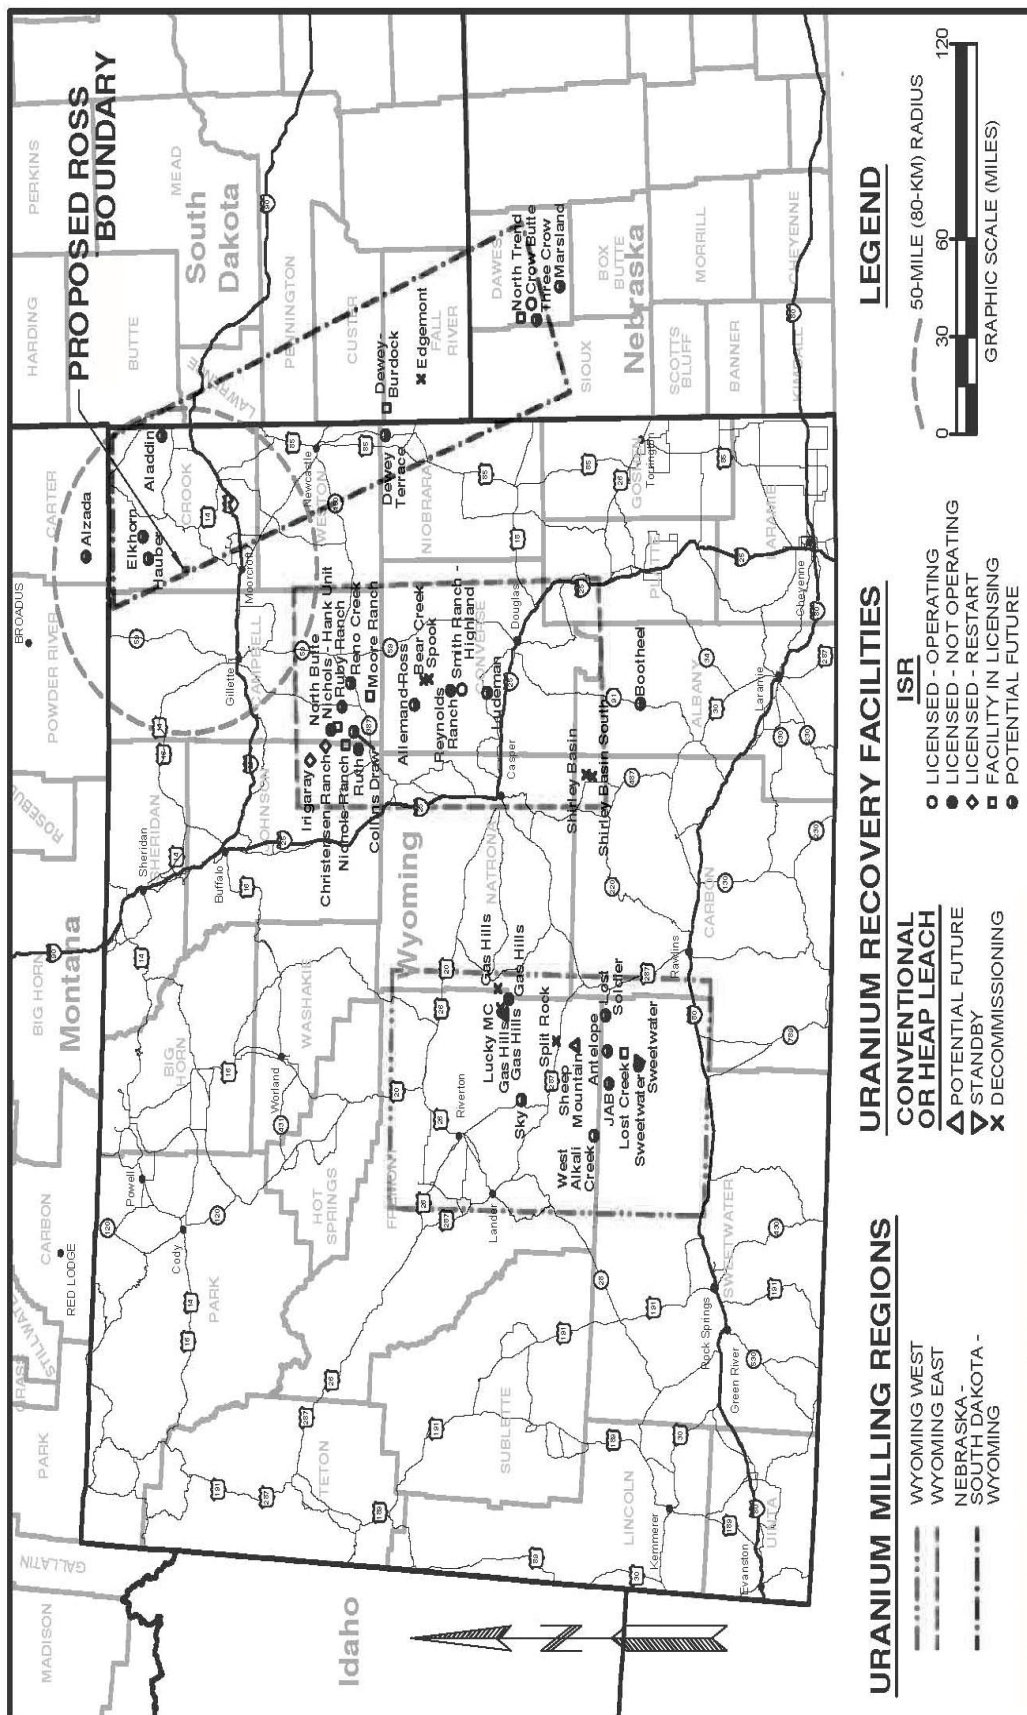 PROPOSED ROSS
BOUNDARY
MADISON
GALLATIN
PARK
STILLWATER
CARBON
BIG HORN
POWDER RIVER
CARTER
HARDING
PERKINS
BUTTE
MEAD
RED LODGE
BROADUS
Montana
Idaho
Wyoming
South
Dakota
Nebraska
Alzada
Elkhorn
Hauber
Aladdin
CROOK
PENNINGTON
CUSTER
FALL
RIVER
DAWES
SIOUX
BOX
BUTTE
SCOTTS
BLUFF
MORRILL
BANNER
KIMBALL
CHEYENNE
Powell
Cody
PARK
BIG
HORN
Worland
WASHAKIE
HOT
SPRINGS
Sheridan
SHERIDAN
Buffalo
JOHNSON
Gillette
CAMPBELL
Moorcroft
Newcastle
WESTON
TETON
FREMONT
NATRONA
CONVERSE
NIOBRARA
Irigaray
Christensen Ranch
Nichols Ranch
Ruth
Collins Draw
North Butte
Nichols - Hank Unit
Ruby Ranch
Reno Creek
Moore Ranch
Alleman-Ross
Bear Creek
Spook
Reynolds
Ranch
Smith Ranch -
Highland
Ludeman
Dewey
Terrace
Dewey-
Burdock
Edgemont
North Trend
Crow Butte
Three Crow
Marsland
Riverton
Lander
Casper
Douglas
Lucky MC
Gas Hills
Gas Hills
Gas Hills
Gas Hills
Sky
Split Rock
Sheep
Mountain
West
Alkali
Creek
Antelope
JAB
Lost
Soldier
Lost Creek
Sweetwater
Sweetwater
Shirley Basin
Shirley Basin South
Bootheel
SUBLETTE
LINCOLN
UINTA
SWEETWATER
CARBON
ALBANY
PLATTE
GOSHEN
Torrington
LARAMIE
Kemmerer
Evanston
Green River
Rock Springs
Rawlins
Laramie
Cheyenne
URANIUM MILLING REGIONS
WYOMING WEST
WYOMING EAST
NEBRASKA -
SOUTH DAKOTA -
WYOMING
URANIUM RECOVERY FACILITIES
CONVENTIONAL
OR HEAP LEACH
POTENTIAL FUTURE
STANDBY
DECOMMISSIONING
ISR
LICENSED - OPERATING
LICENSED - NOT OPERATING
LICENSED - RESTART
FACILITY IN LICENSING
POTENTIAL FUTURE
LEGEND
50-MILE (80-KM) RADIUS
0 30 60 120
GRAPHIC SCALE (MILES)
N